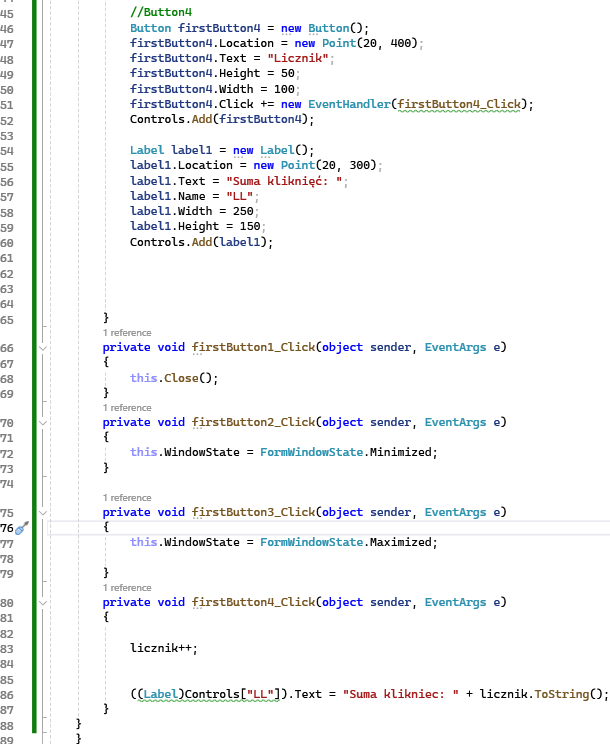 45 //Button4
46 Button firstButton4 = new Button();
47 firstButton4.Location = new Point(20, 400);
48 firstButton4.Text = "Licznik";
49 firstButton4.Height = 50;
50 firstButton4.Width = 100;
51 firstButton4.Click += new EventHandler(firstButton4_Click);
52 Controls.Add(firstButton4);
53
54 Label label1 = new Label();
55 label1.Location = new Point(20, 300);
56 label1.Text = "Suma kliknięć: ";
57 label1.Name = "LL";
58 label1.Width = 250;
59 label1.Height = 150;
60 Controls.Add(label1);
61
62
63
64
65 }
1 reference
66 private void firstButton1_Click(object sender, EventArgs e)
67 {
68 this.Close();
69 }
1 reference
70 private void firstButton2_Click(object sender, EventArgs e)
71 {
72 this.WindowState = FormWindowState.Minimized;
73 }
74
1 reference
75 private void firstButton3_Click(object sender, EventArgs e)
76 {
77 this.WindowState = FormWindowState.Maximized;
78
79 }
1 reference
80 private void firstButton4_Click(object sender, EventArgs e)
81 {
82
83 licznik++;
84
85
86 ((Label)Controls["LL"]).Text = "Suma klikniec: " + licznik.ToString();
87 }
88 }
89 }